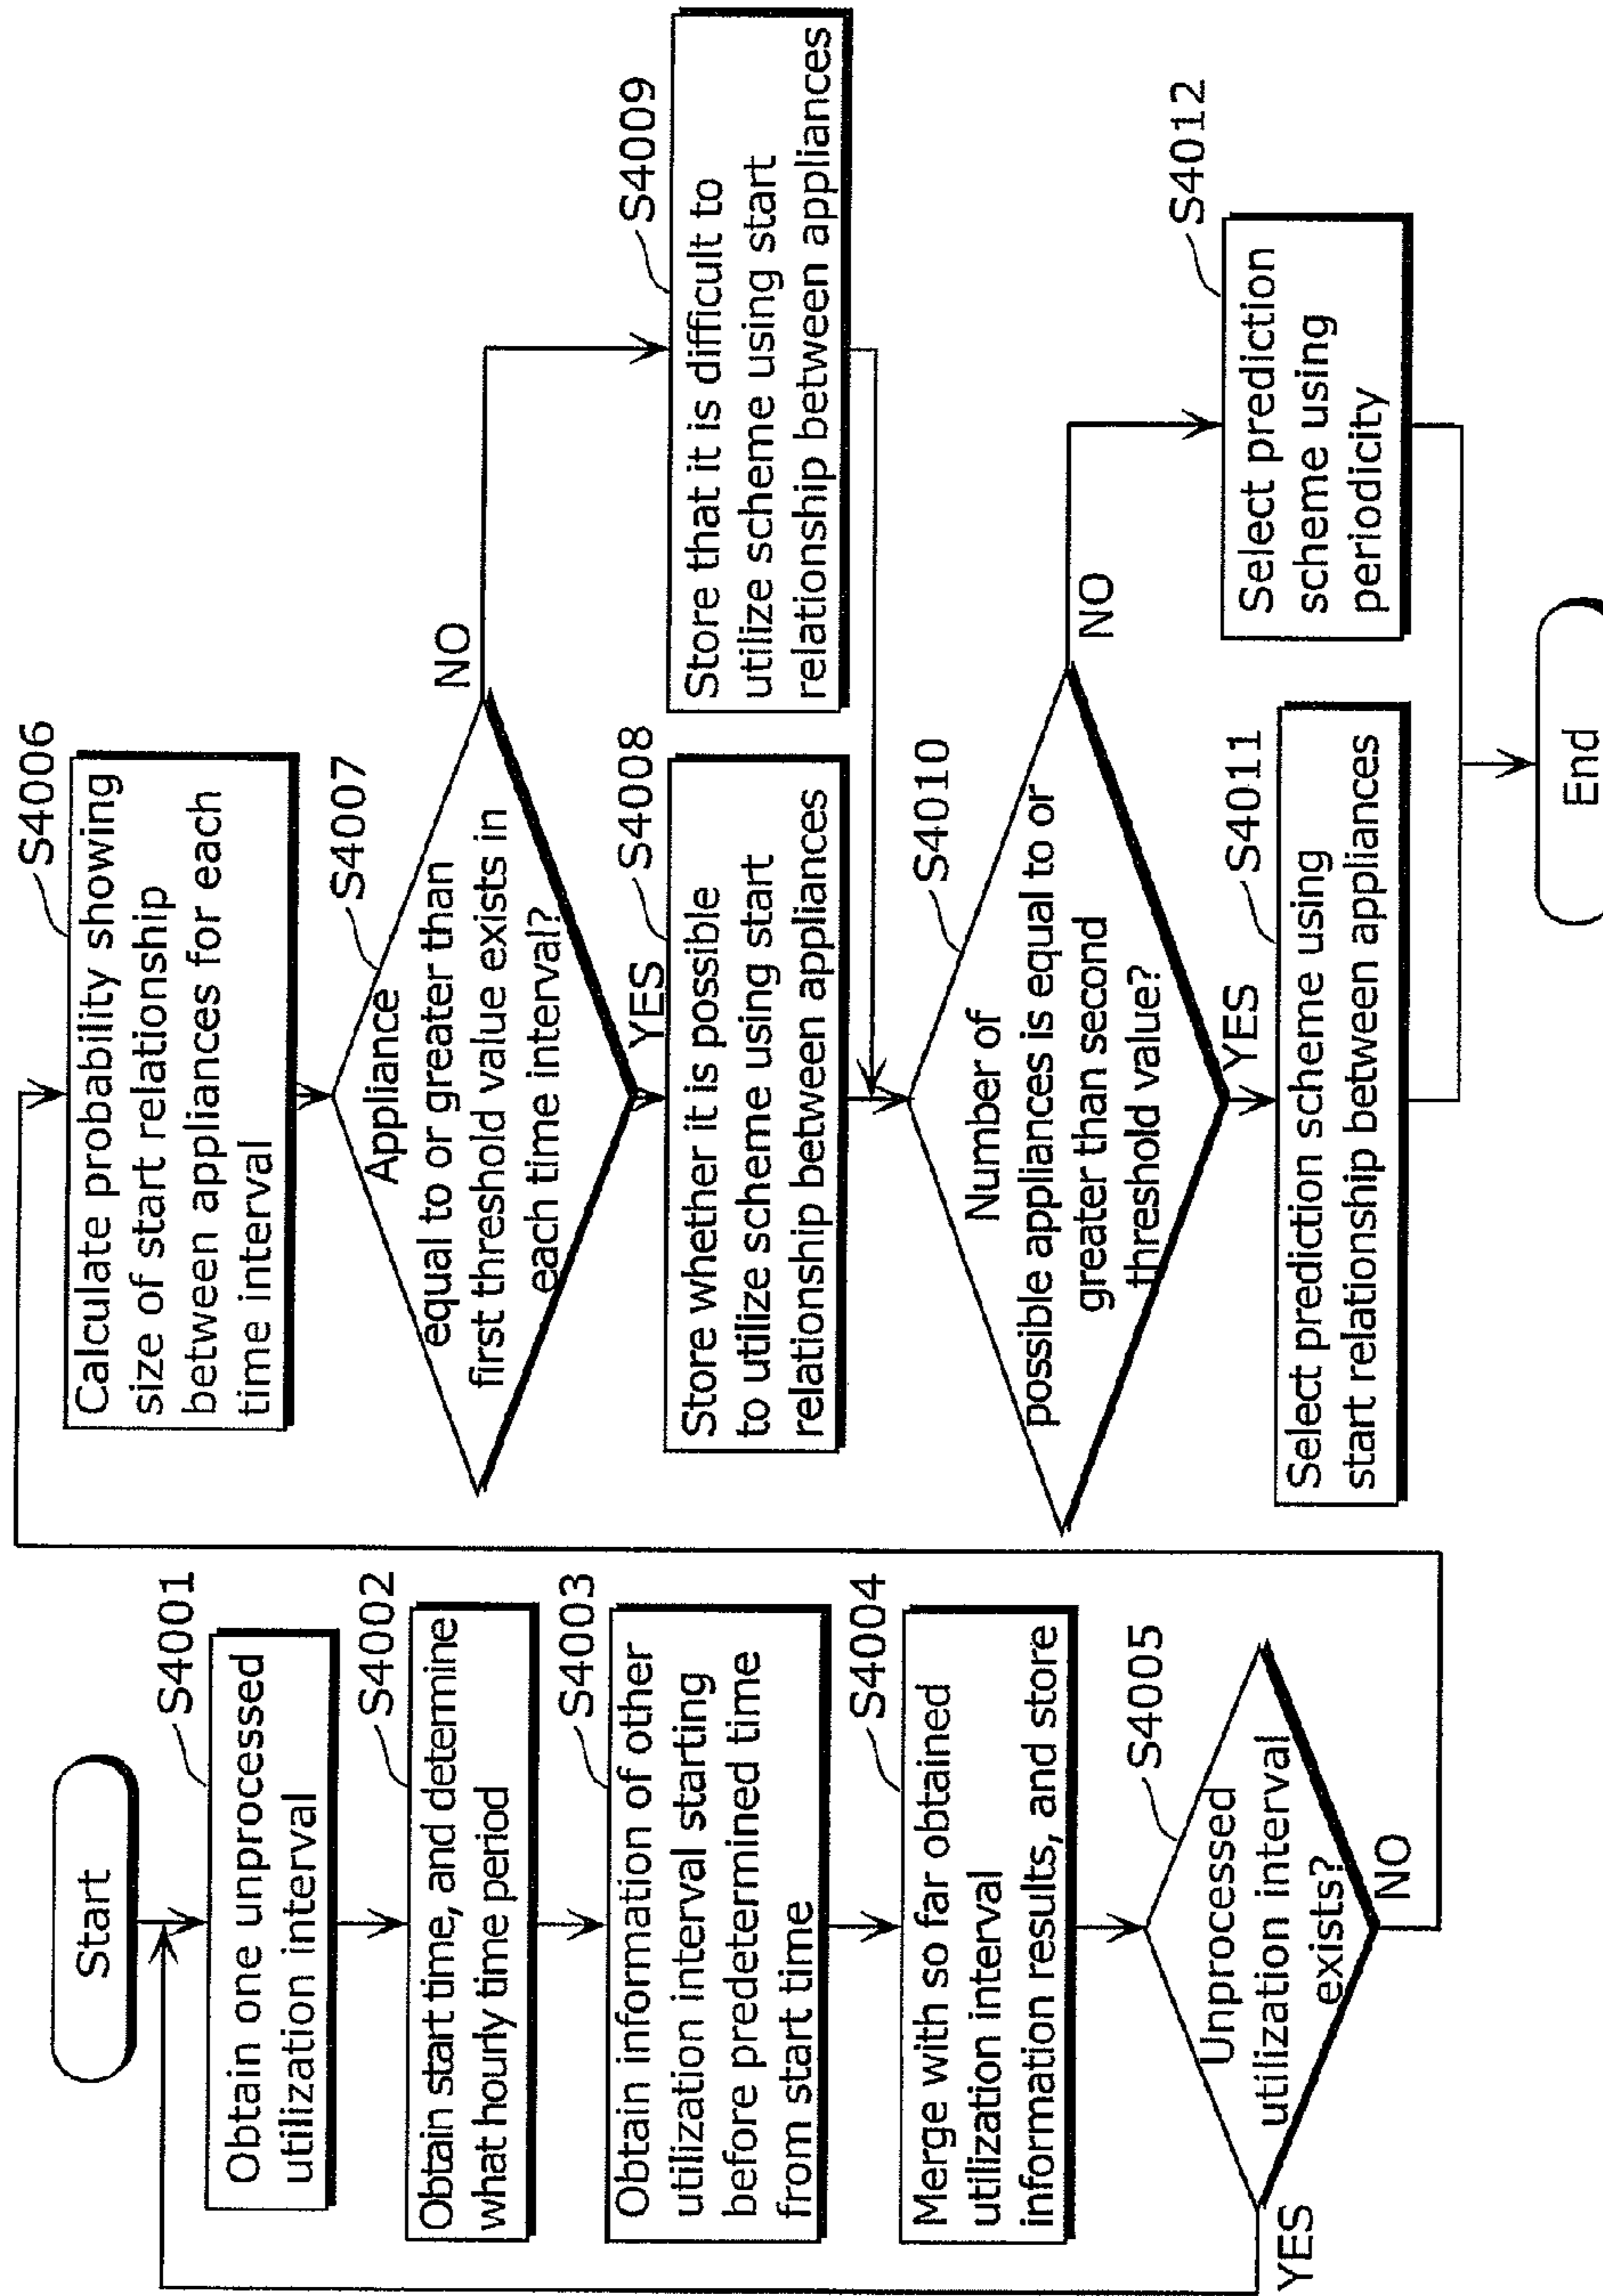 Start
S4001
Obtain one unprocessed
utilization interval
S4002
Obtain start time, and determine
what hourly time period
S4003
Obtain information of other
utilization interval starting
before predetermined time
from start time
S4004
Merge with so far obtained
utilization interval
information results, and store
S4005
Unprocessed
utilization interval
exists?
YES
NO
S4006
Calculate probability showing
size of start relationship
between appliances for each
time interval
S4007
Appliance
equal to or greater than
first threshold value exists in
each time interval?
NO
YES
S4008
Store whether it is possible
to utilize scheme using start
relationship between appliances
S4009
Store that it is difficult to
utilize scheme using start
relationship between appliances
S4010
Number of
possible appliances is equal to or
greater than second
threshold value?
NO
YES
S4011
Select prediction scheme using
start relationship between appliances
S4012
Select prediction
scheme using
periodicity
End